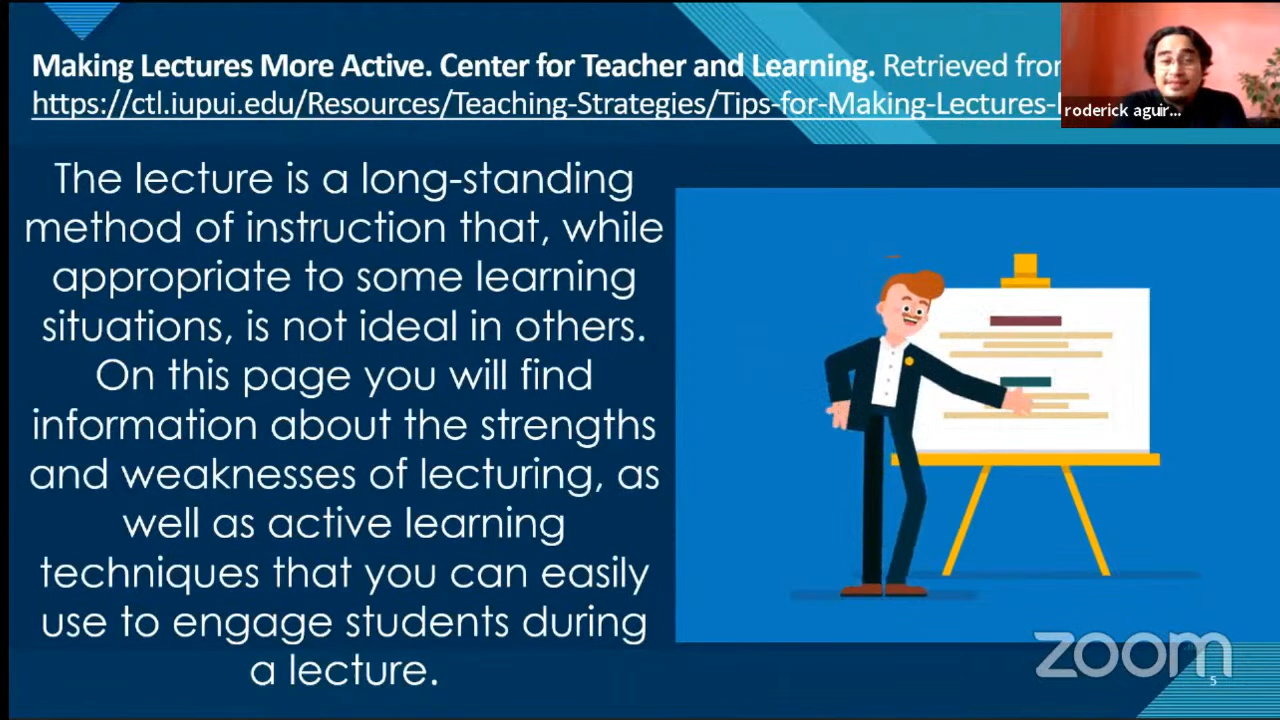 Making Lectures More Active. Center for Teacher and Learning. Retrieved from
https://ctl.iupui.edu/Resources/Teaching-Strategies/Tips-for-Making-Lectures-
roderick aguir...
The lecture is a long-standing
method of instruction that, while
appropriate to some learning
situations, is not ideal in others.
On this page you will find
information about the strengths
and weaknesses of lecturing, as
well as active learning
techniques that you can easily
use to engage students during
a lecture.
zoom
5